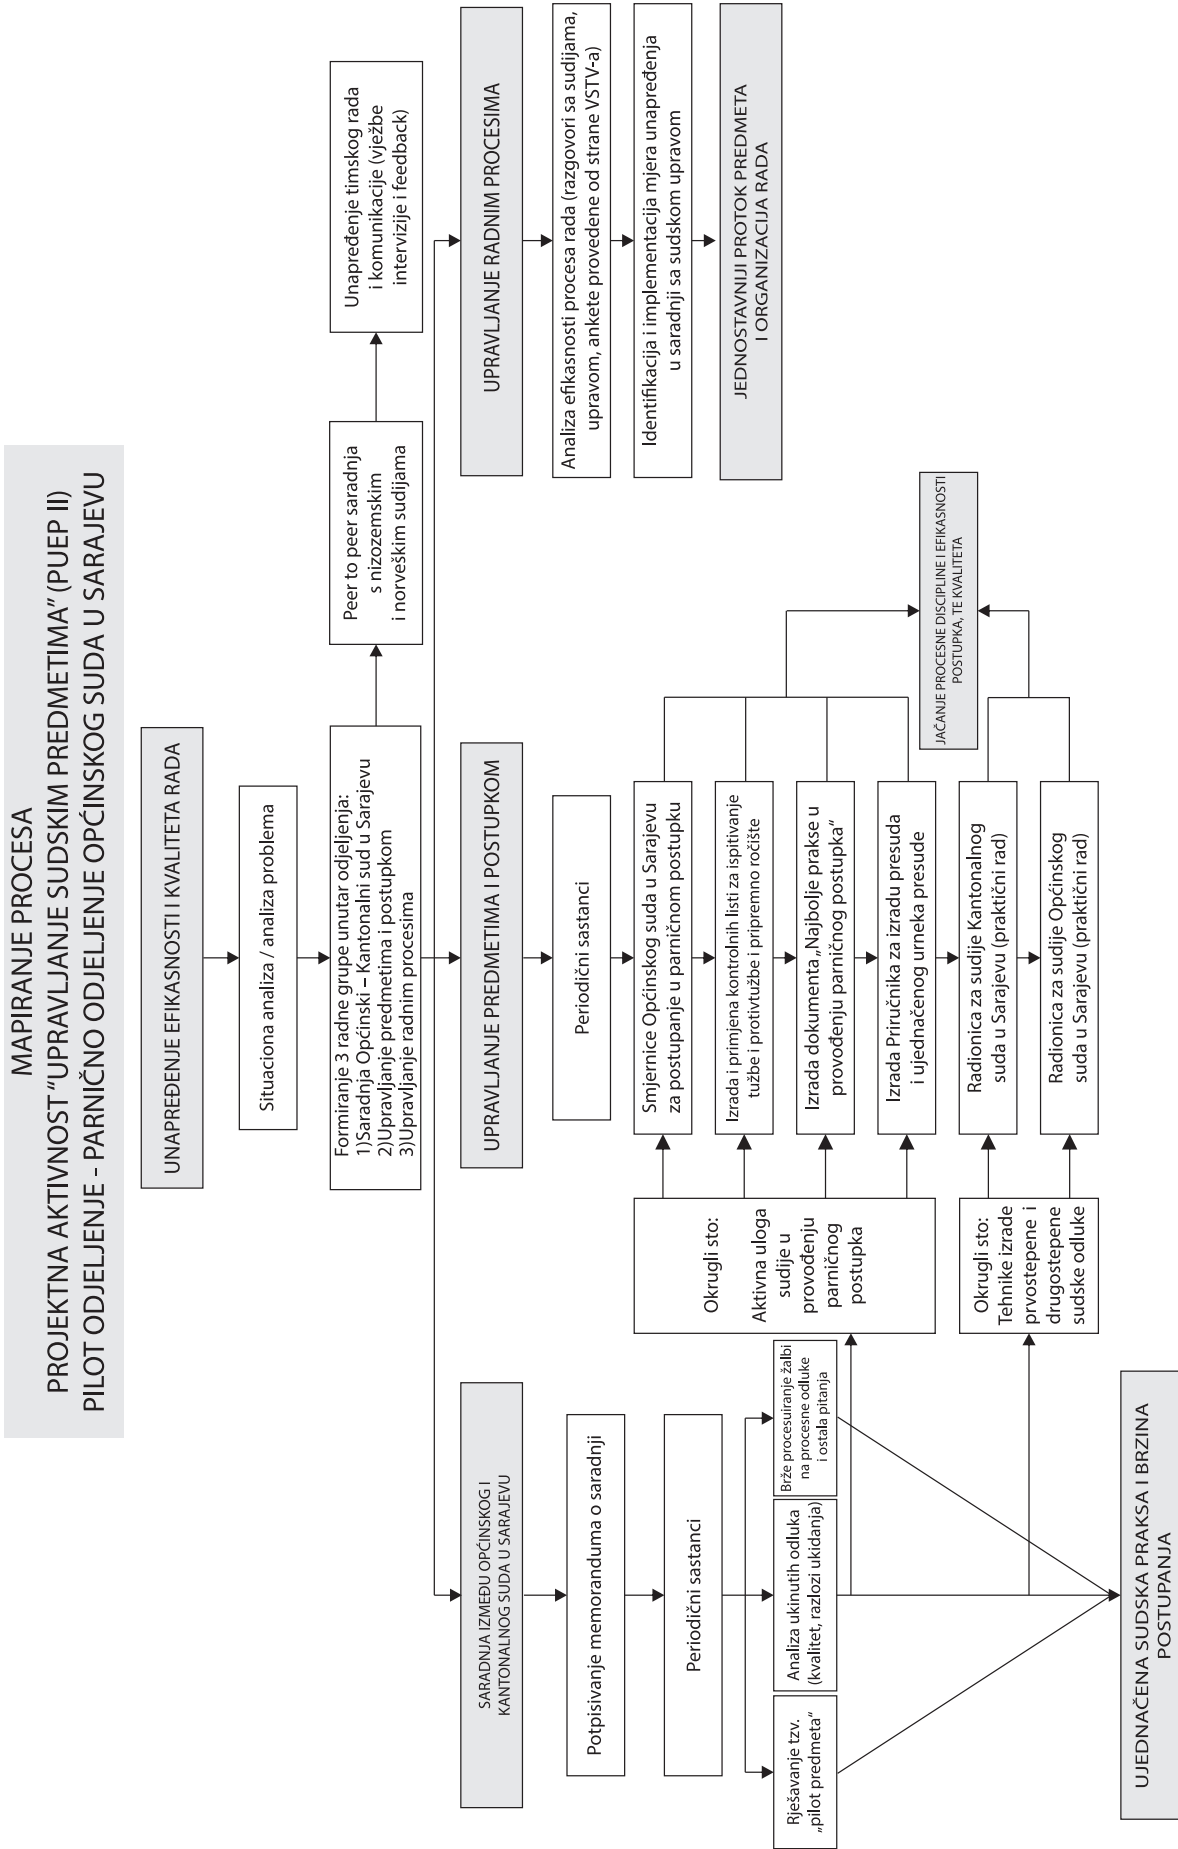 MAPIRANJE PROCESA
PROJEKTNA AKTIVNOST "UPRAVLJANJE SUDSKIM PREDMETIMA" (PUEP II)
PILOT ODJELJENJE - PARNIČNO ODJELJENJE OPĆINSKOG SUDA U SARAJEVU
UNAPREĐENJE EFIKASNOSTI I KVALITETA RADA
Situaciona analiza / analiza problema
Formiranje 3 radne grupe unutar odjeljenja:
1)Saradnja Općinski – Kantonalni sud u Sarajevu
2)Upravljanje predmetima i postupkom
3)Upravljanje radnim procesima
Peer to peer saradnja
s nizozemskim
i norveškim sudijama
Unapređenje timskog rada
i komunikacije (vježbe
intervizije i feedback)
SARADNJA IZMEĐU OPĆINSKOG I
KANTONALNOG SUDA U SARAJEVU
Potpisivanje memoranduma o saradnji
Periodični sastanci
Rješavanje tzv.
„pilot predmeta“
Analiza ukinutih odluka
(kvalitet, razlozi ukidanja)
Brže procesuiranje žalbi
na procesne odluke
i ostala pitanja
UJEDNAČENA SUDSKA PRAKSA I BRZINA
POSTUPANJA
UPRAVLJANJE PREDMETIMA I POSTUPKOM
Periodični sastanci
Okrugli sto:
Aktivna uloga
sudije u
provođenju
parničnog
postupka
Smjernice Općinskog suda u Sarajevu
za postupanje u parničnom postupku
Izrada i primjena kontrolnih listi za ispitivanje
tužbe i protivtužbe i pripremno ročište
Izrada dokumenta „Najbolje prakse u
provođenju parničnog postupka“
Izrada Priručnika za izradu presuda
i ujednačenog urneka presude
Okrugli sto:
Tehnike izrade
prvostepene i
drugostepene
sudske odluke
Radionica za sudije Kantonalnog
suda u Sarajevu (praktični rad)
Radionica za sudije Općinskog
suda u Sarajevu (praktični rad)
JAČANJE PROCESNE DISCIPLINE I EFIKASNOSTI
POSTUPKA, TE KVALITETA
UPRAVLJANJE RADNIM PROCESIMA
Analiza efikasnosti procesa rada (razgovori sa sudijama,
upravom, ankete provedene od strane VSTV-a)
Identifikacija i implementacija mjera unapređenja
u saradnji sa sudskom upravom
JEDNOSTAVNIJI PROTOK PREDMETA
I ORGANIZACIJA RADA